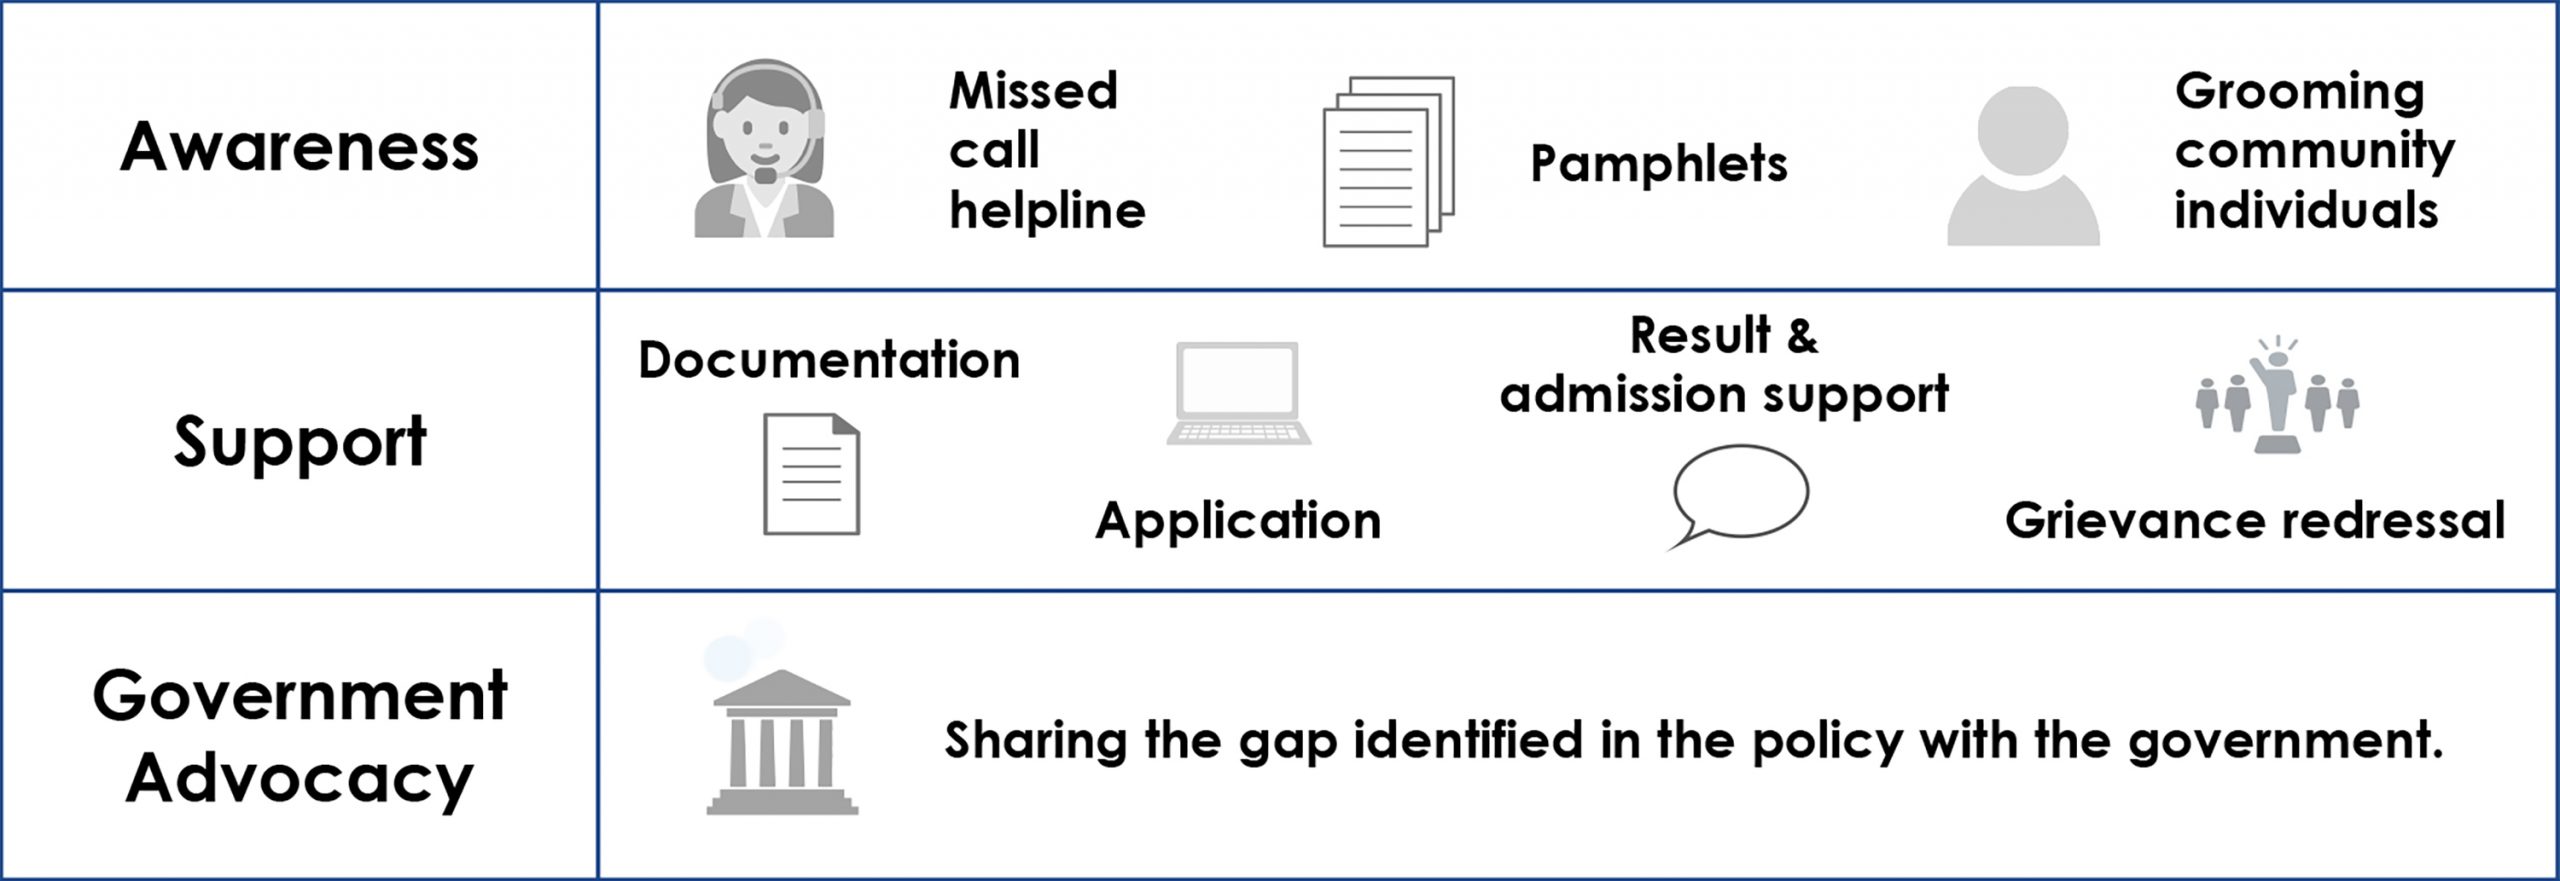 Awareness
Missed
call
helpline
Pamphlets
Grooming
community
individuals
Support
Documentation
Application
Result &
admission support
Grievance redressal
Government
Advocacy
Sharing the gap identified in the policy with the government.